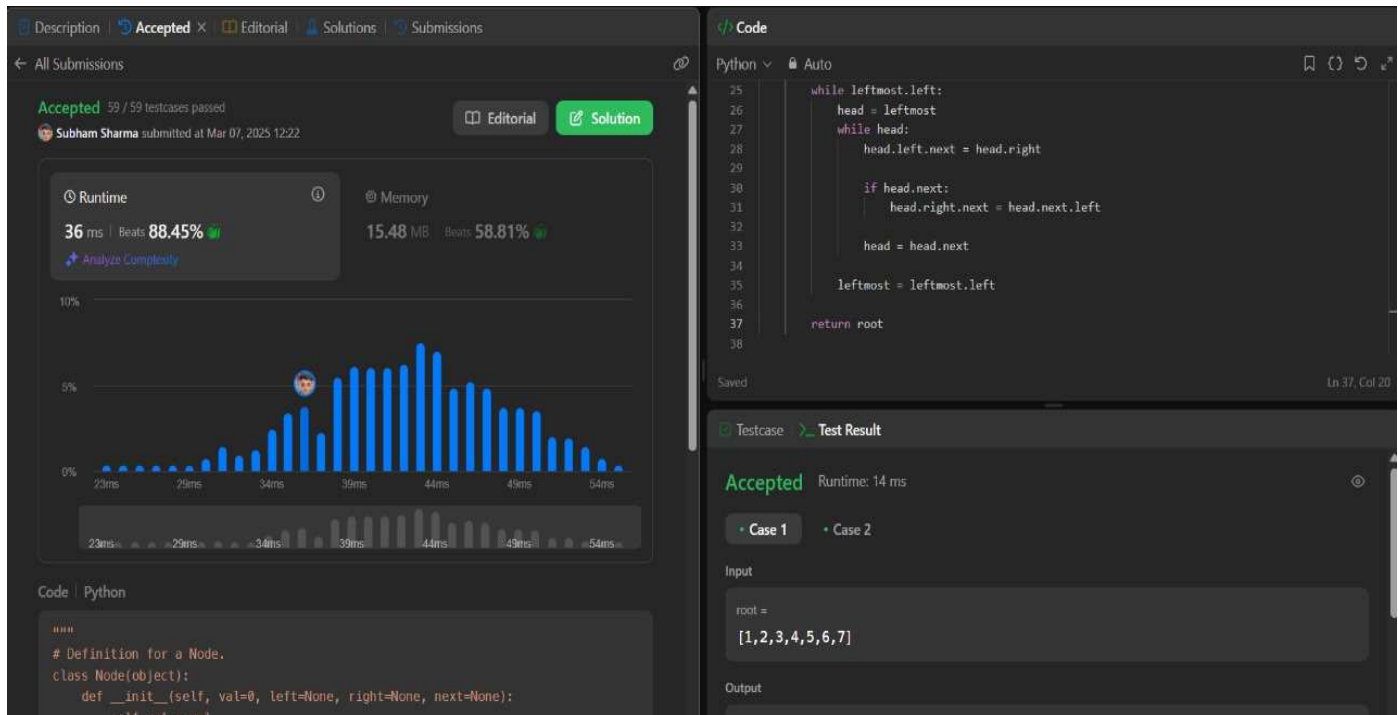 Description | Accepted × | Editorial | Solutions | Submissions
← All Submissions
Accepted 59 / 59 testcases passed
Subham Sharma submitted at Mar 07, 2025 12:22
Editorial
Solution
Runtime
36 ms | Beats 88.45%
Analyze Complexity
Memory
15.48 MB Beats 58.81%
10%
5%
0%
23ms 29ms 34ms 39ms 44ms 49ms 54ms
23ms 29ms 34ms 39ms 44ms 49ms 54ms
Code | Python
"""
# Definition for a Node.
class Node(object):
def __init__(self, val=0, left=None, right=None, next=None):
</> Code
Python Auto
25 while leftmost.left:
26 head = leftmost
27 while head:
28 head.left.next = head.right
29
30 if head.next:
31 head.right.next = head.next.left
32
33 head = head.next
34
35 leftmost = leftmost.left
36
37 return root
38
Saved
Ln 37, Col 20
Testcase | >_ Test Result
Accepted Runtime: 14 ms
• Case 1 • Case 2
Input
root =
[1,2,3,4,5,6,7]
Output